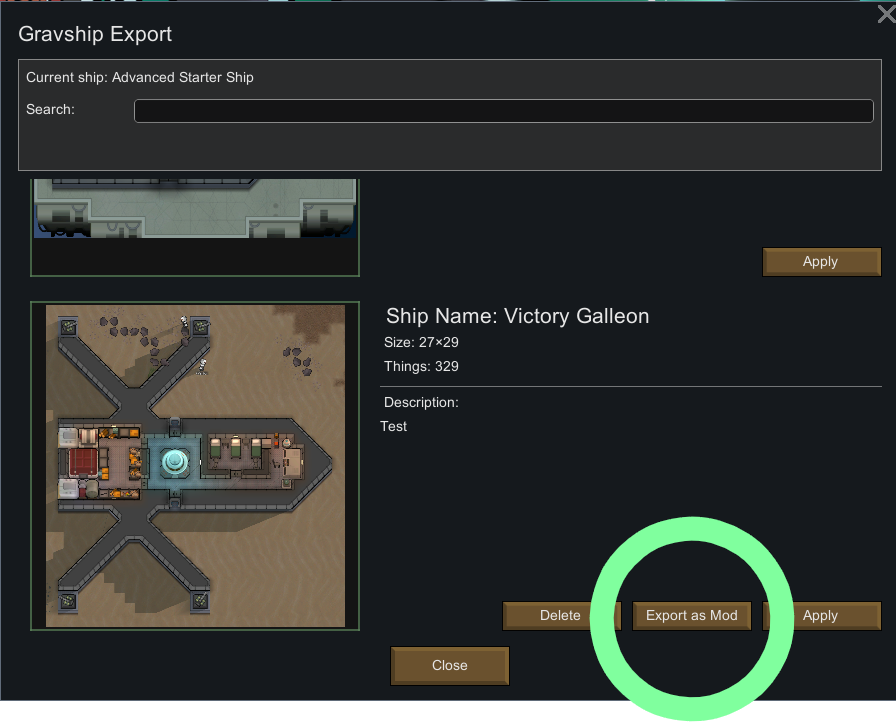 Gravship Export
Current ship: Advanced Starter Ship
Search:
Apply
Ship Name: Victory Galleon
Size: 27×29
Things: 329
Description:
Test
Delete
Export as Mod
Apply
Close